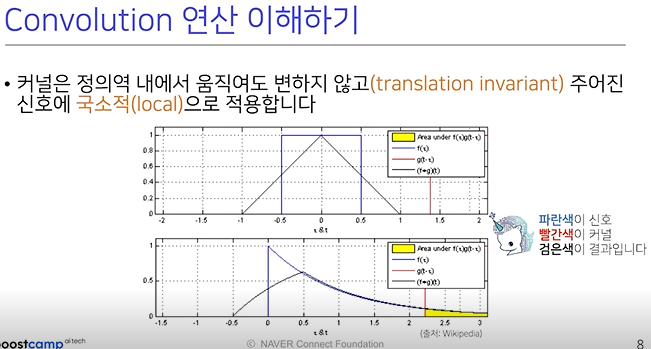 Convolution 연산 이해하기
• 커널은 정의역 내에서 움직여도 변하지 않고(translation invariant) 주어진
신호에 국소적(local)으로 적용합니다
1
0.8
0.6
0.4
0.2
0
-2 -1.5 -1 -0.5 0 0.5 1 1.5 2
τ & t
Area under f(τ)g(t-τ)
f(τ)
g(t-τ)
(f∗g)(t)
파란색이 신호
빨간색이 커널
검은색이 결과입니다
1
0.5
0
-1.5 -1 -0.5 0 0.5 1 1.5 2 2.5 3
τ & t
Area under f(τ)g(t-τ)
f(τ)
g(t-τ)
(f∗g)(t)
(출처: Wikipedia)
oostcamp ai tech
© NAVER Connect Foundation
8